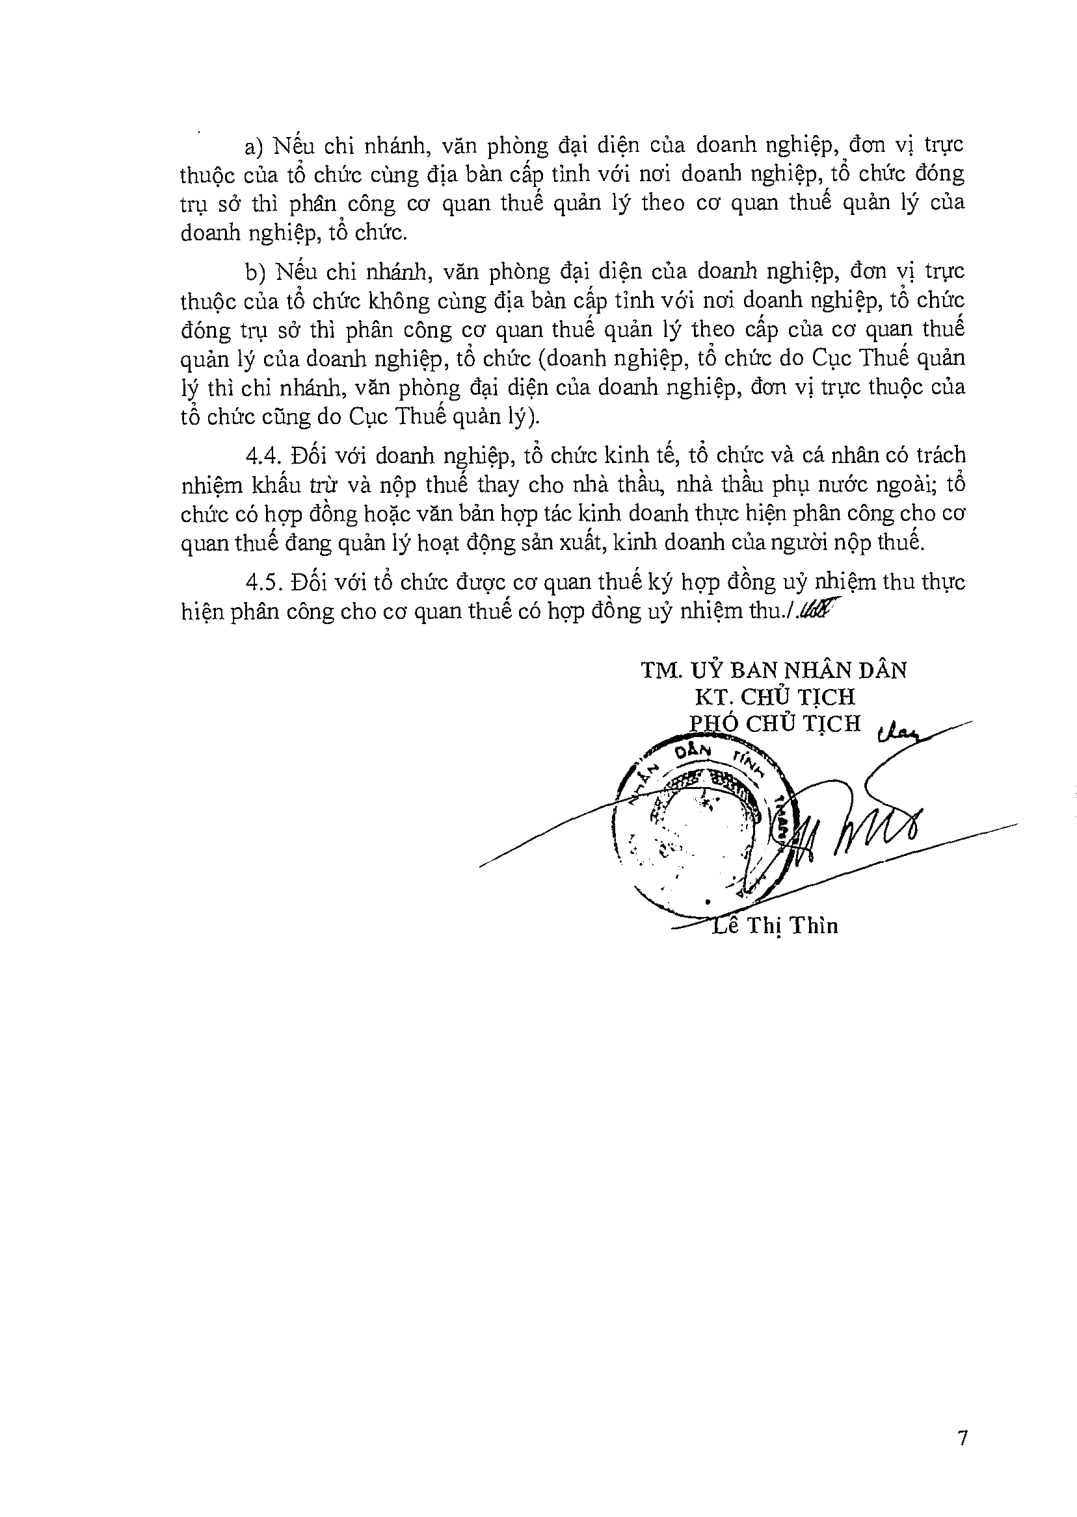 a) Nếu chi nhánh, văn phòng đại diện của doanh nghiệp, đơn vị trực
thuộc của tổ chức cùng địa bàn cấp tỉnh với nơi doanh nghiệp, tổ chức đóng
trụ sở thì phân công cơ quan thuế quản lý theo cơ quan thuế quản lý của
doanh nghiệp, tổ chức.
b) Nếu chi nhánh, văn phòng đại diện của doanh nghiệp, đơn vị trực
thuộc của tổ chức không cùng địa bàn cấp tỉnh với nơi doanh nghiệp, tổ chức
đóng trụ sở thì phân công cơ quan thuế quản lý theo cấp của cơ quan thuế
quản lý của doanh nghiệp, tổ chức (doanh nghiệp, tổ chức do Cục Thuế quản
lý thì chi nhánh, văn phòng đại diện của doanh nghiệp, đơn vị trực thuộc của
tổ chức cũng do Cục Thuế quản lý).
4.4. Đối với doanh nghiệp, tổ chức kinh tế, tổ chức và cá nhân có trách
nhiệm khấu trừ và nộp thuế thay cho nhà thầu, nhà thầu phụ nước ngoài; tổ
chức có hợp đồng hoặc văn bản hợp tác kinh doanh thực hiện phân công cho cơ
quan thuế đang quản lý hoạt động sản xuất, kinh doanh của người nộp thuế.
4.5. Đối với tổ chức được cơ quan thuế ký hợp đồng uỷ nhiệm thu thực
hiện phân công cho cơ quan thuế có hợp đồng uỷ nhiệm thu./.
TM. UỶ BAN NHÂN DÂN
KT. CHỦ TỊCH
PHÓ CHỦ TỊCH
NHÂN DÂN TỈNH THAN
Lê Thị Thìn
7